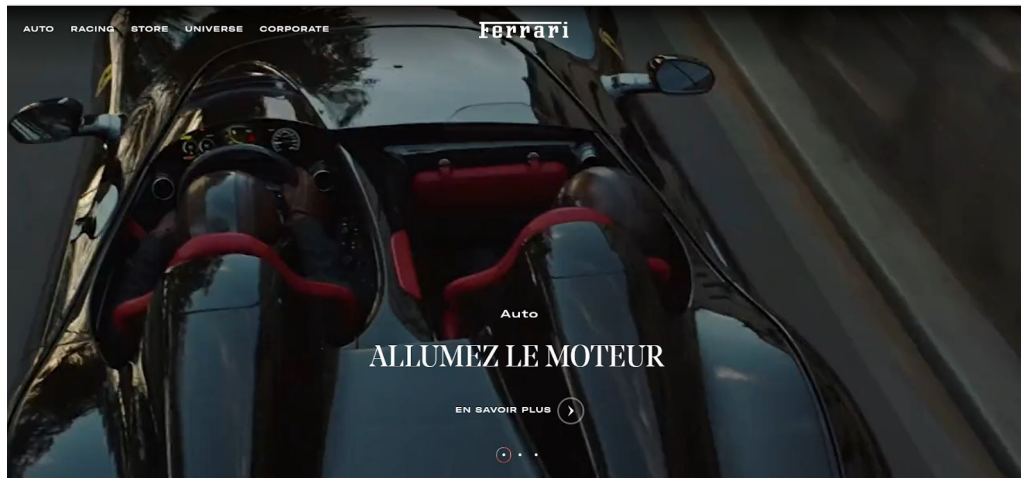 AUTO RACING STORE UNIVERSE CORPORATE
Ferrari
Auto
ALLUMEZ LE MOTEUR
EN SAVOIR PLUS